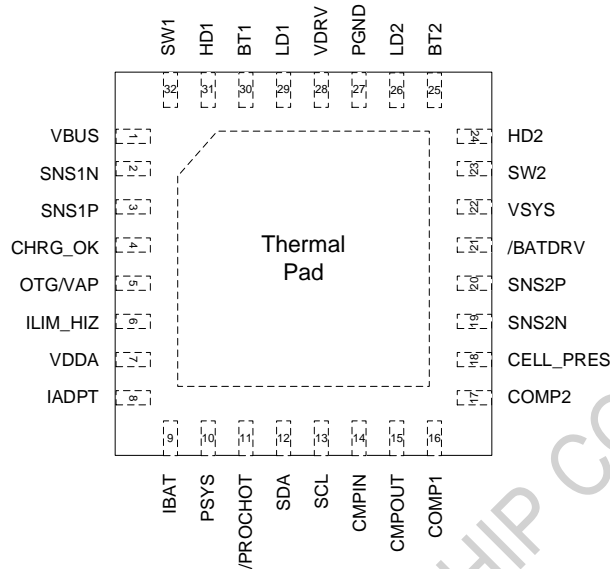 SW1
HD1
BT1
LD1
VDRV
PGND
LD2
BT2
32
31
30
29
28
27
26
25
VBUS 1
SNS1N 2
SNS1P 3
CHRG_OK 4
OTG/VAP 5
ILIM_HIZ 6
VDDA 7
IADPT 8
Thermal
Pad
24 HD2
23 SW2
22 VSYS
21 /BATDRV
20 SNS2P
19 SNS2N
18 CELL_PRES
17 COMP2
9
10
11
12
13
14
15
16
IBAT
PSYS
/PROCHOT
SDA
SCL
CMPIN
CMPOUT
COMP1